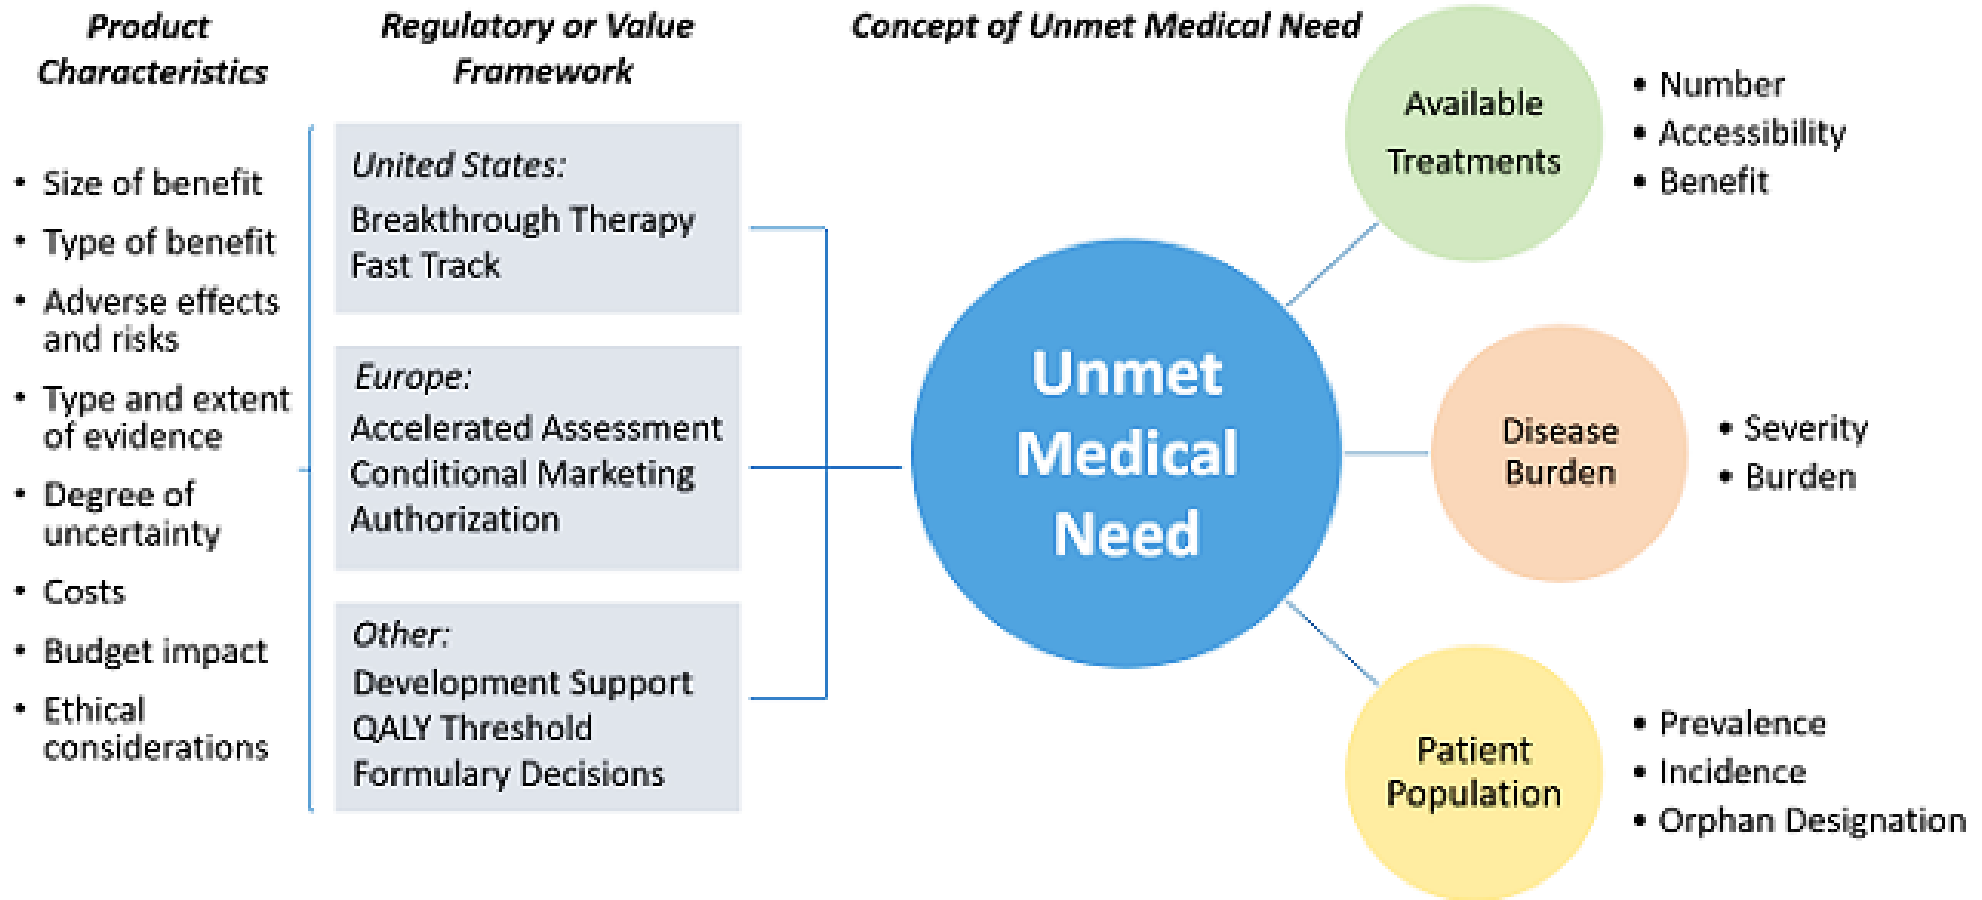 Product
Characteristics
• Size of benefit
• Type of benefit
• Adverse effects
and risks
• Type and extent
of evidence
• Degree of
uncertainty
• Costs
• Budget impact
• Ethical
considerations
Regulatory or Value
Framework
United States:
Breakthrough Therapy
Fast Track
Europe:
Accelerated Assessment
Conditional Marketing
Authorization
Other:
Development Support
QALY Threshold
Formulary Decisions
Concept of Unmet Medical Need
Unmet
Medical
Need
Available
Treatments
• Number
• Accessibility
• Benefit
Disease
Burden
• Severity
• Burden
Patient
Population
• Prevalence
• Incidence
• Orphan Designation